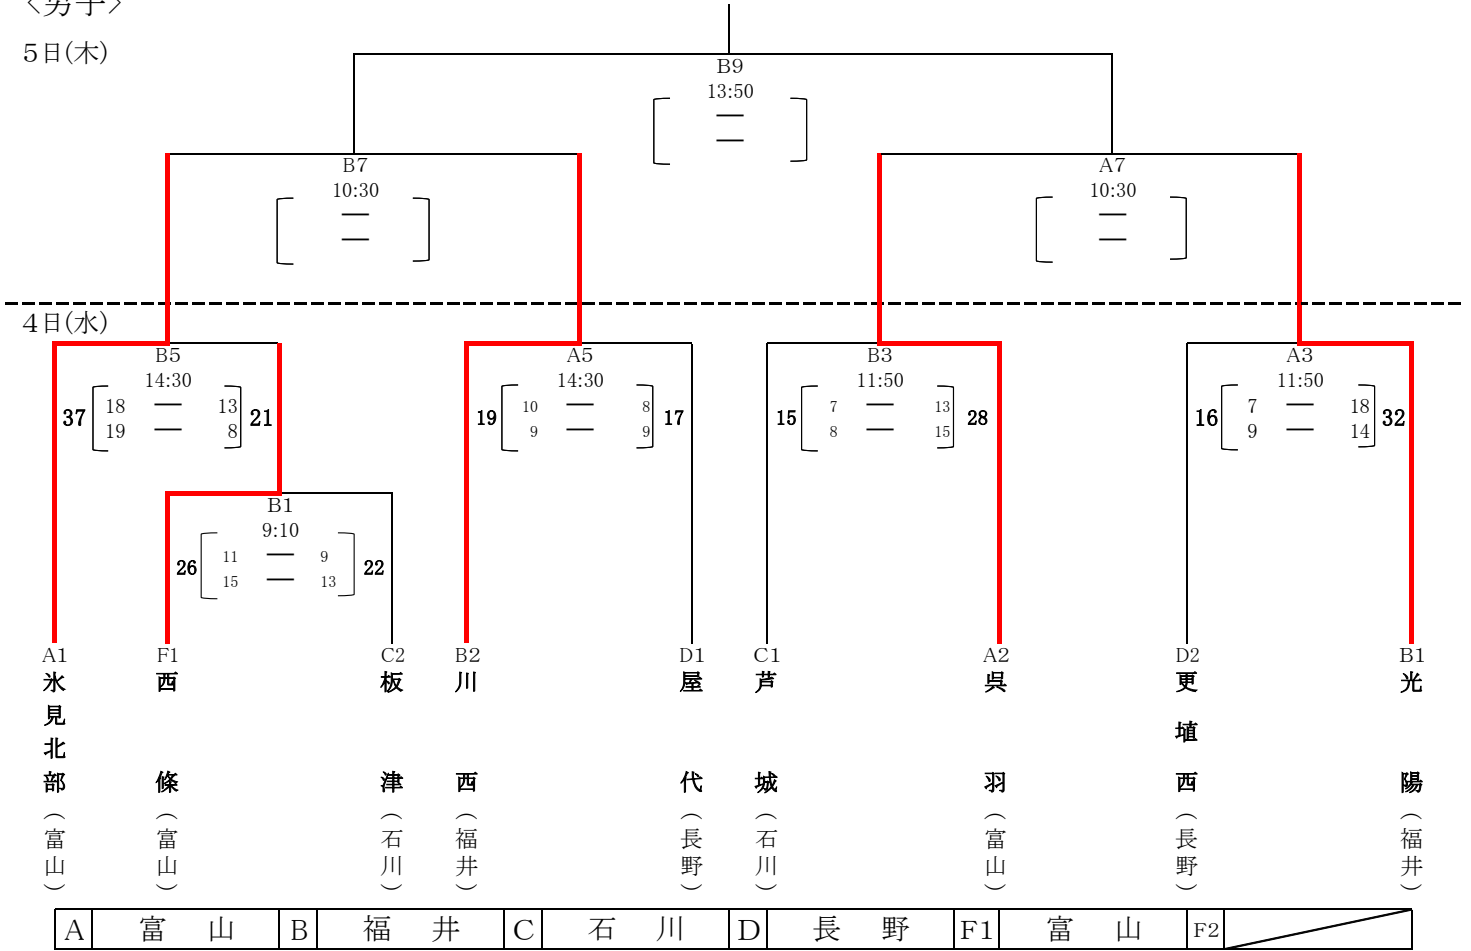 <男子>
5日(木)
B9
13:50
B7
10:30
A7
10:30
4日(水)
B5
14:30
37 18 — 13 21
19 — 8
A5
14:30
19 10 — 8 17
9 — 9
B3
11:50
15 7 — 13 28
8 — 15
A3
11:50
16 7 — 18 32
9 — 14
B1
9:10
26 11 — 9 22
15 — 13
A1
氷見北部
(富山)
F1
西條
(富山)
C2
板津
(石川)
B2
川西
(福井)
D1
屋代
(長野)
C1
芦城
(石川)
A2
呉羽
(富山)
D2
更埴西
(長野)
B1
光陽
(福井)
A 富山 B 福井 C 石川 D 長野 F1 富山 F2